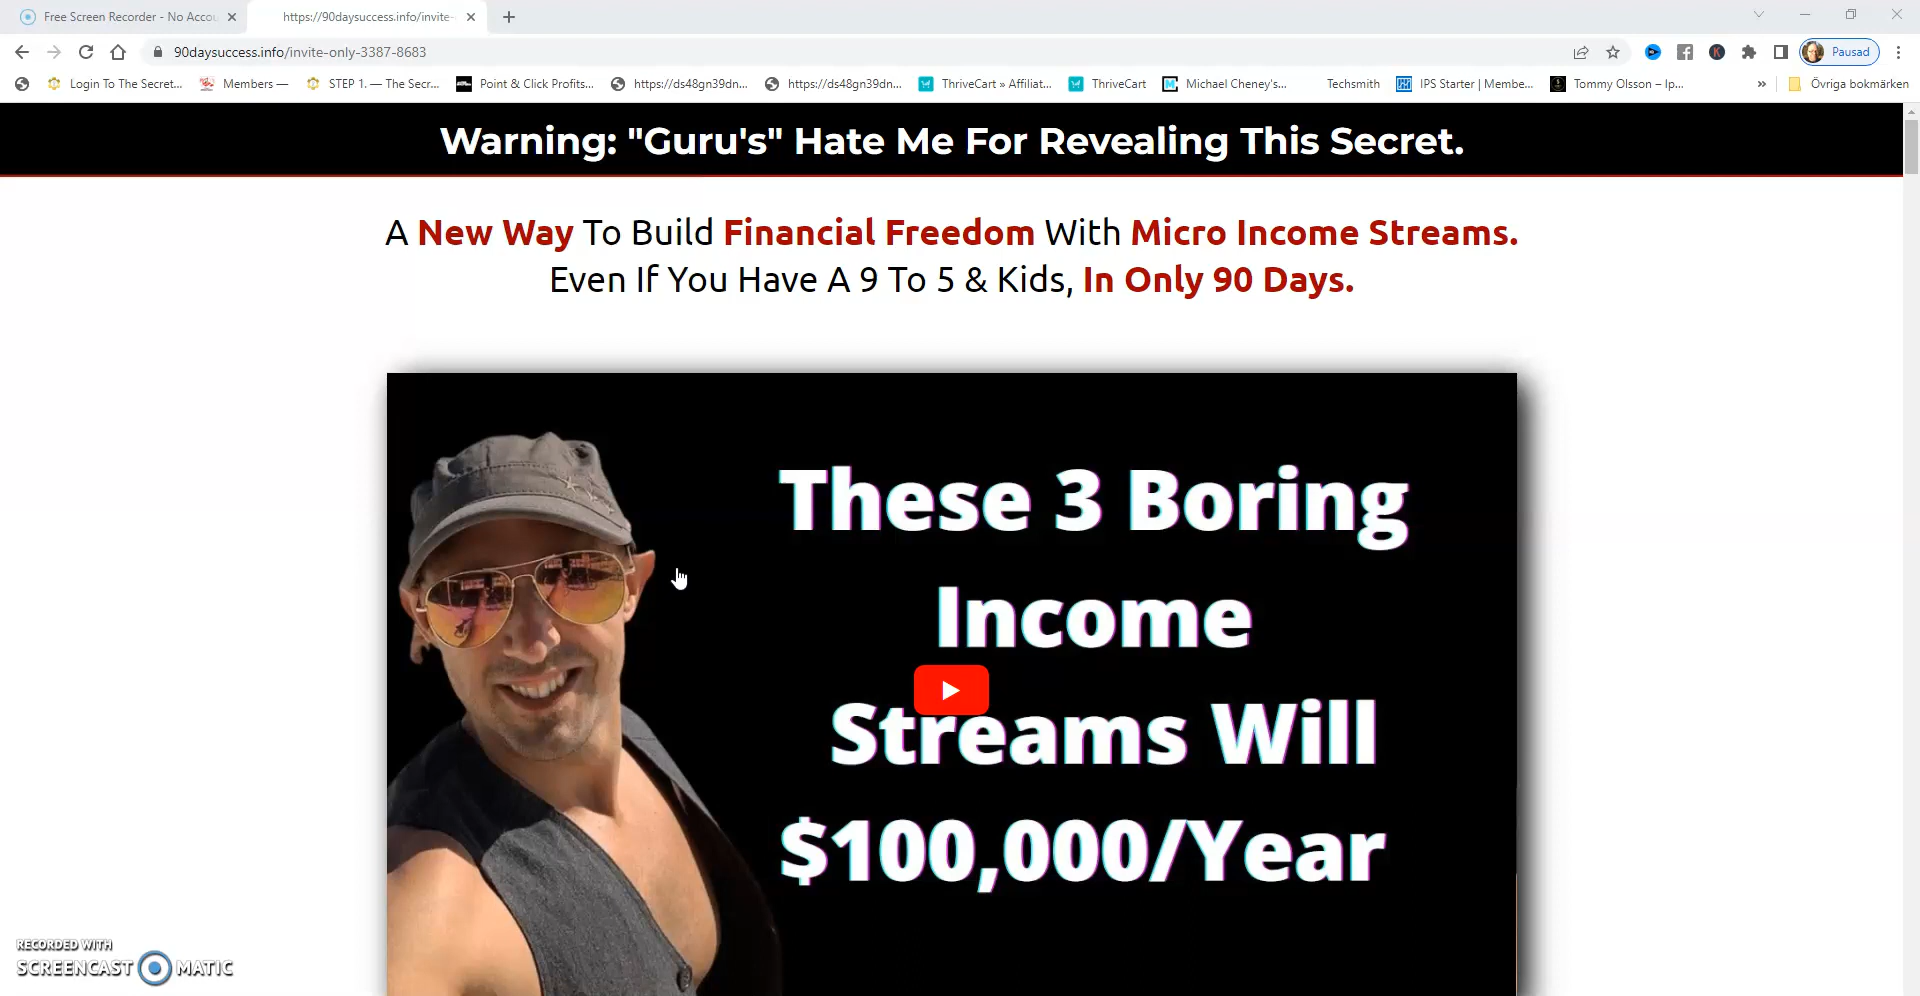 Free Screen Recorder - No Accou
https://90daysuccess.info/invite-
90daysuccess.info/invite-only-3387-8683
Pausad
Login To The Secret...
Members —
STEP 1. — The Secr...
Point & Click Profits...
https://ds48gn39dn...
https://ds48gn39dn...
ThriveCart » Affiliat...
ThriveCart
Michael Cheney's...
Techsmith
IPS Starter | Membe...
Tommy Olsson – Ip...
»
Övriga bokmärken
Warning: "Guru's" Hate Me For Revealing This Secret.
A New Way To Build Financial Freedom With Micro Income Streams.
Even If You Have A 9 To 5 & Kids, In Only 90 Days.
These 3 Boring
Income
Streams Will
$100,000/Year
RECORDED WITH
SCREENCAST MATIC